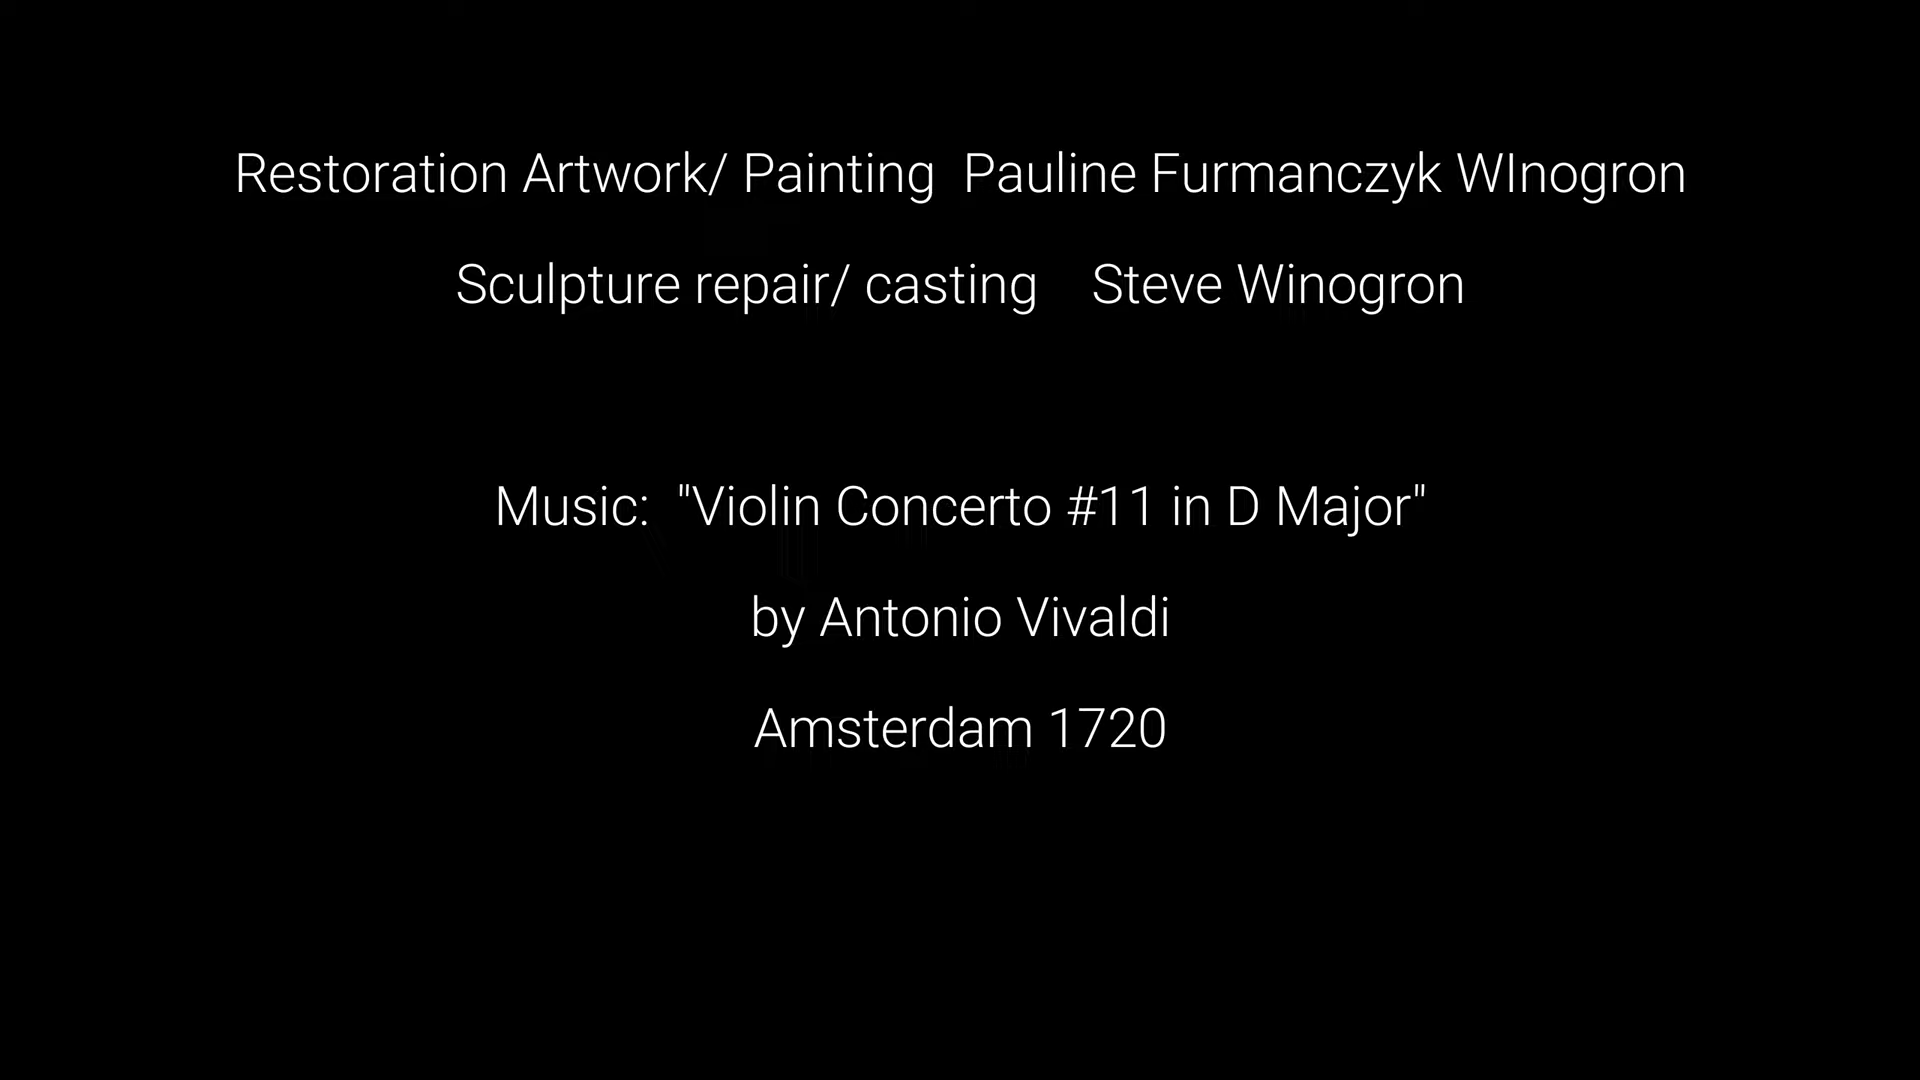 Restoration Artwork/ Painting  Pauline Furmanczyk WInogron
Sculpture repair/ casting    Steve Winogron
Music:  "Violin Concerto #11 in D Major"
by Antonio Vivaldi
Amsterdam 1720